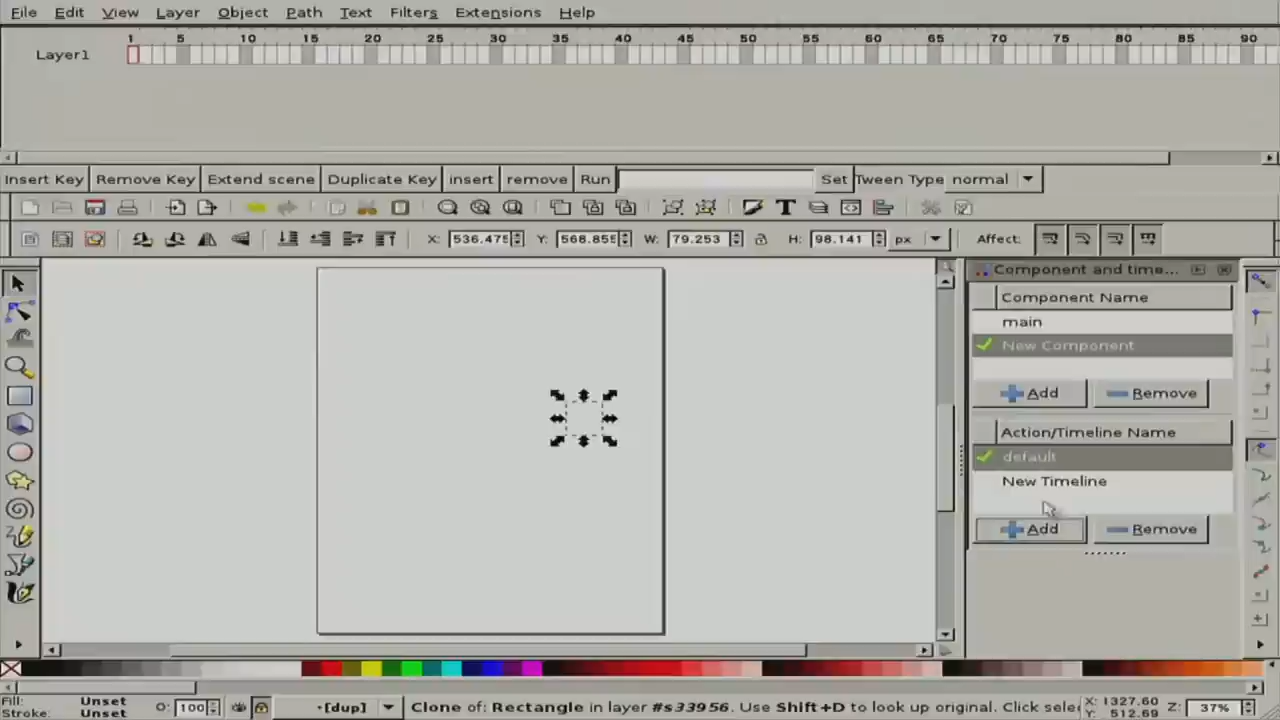 File Edit View Layer Object Path Text Filters Extensions Help
1 5 10 15 20 25 30 35 40 45 50 55 60 65 70 75 80 85 90
Layer1
Insert Key Remove Key Extend scene Duplicate Key insert remove Run Set Tween Type normal
X: 536.475 Y: 568.855 W: 79.253 H: 98.141 px Affect:
Component and time...
Component Name
main
New Component
Add Remove
Action/Timeline Name
default
New Timeline
Add Remove
Fill: Unset
Stroke: Unset
O: 100
[dup]
Clone of: Rectangle in layer #s33956. Use Shift+D to look up original. Click sele
X: 1327.60
Y: 512.69
Z: 37%